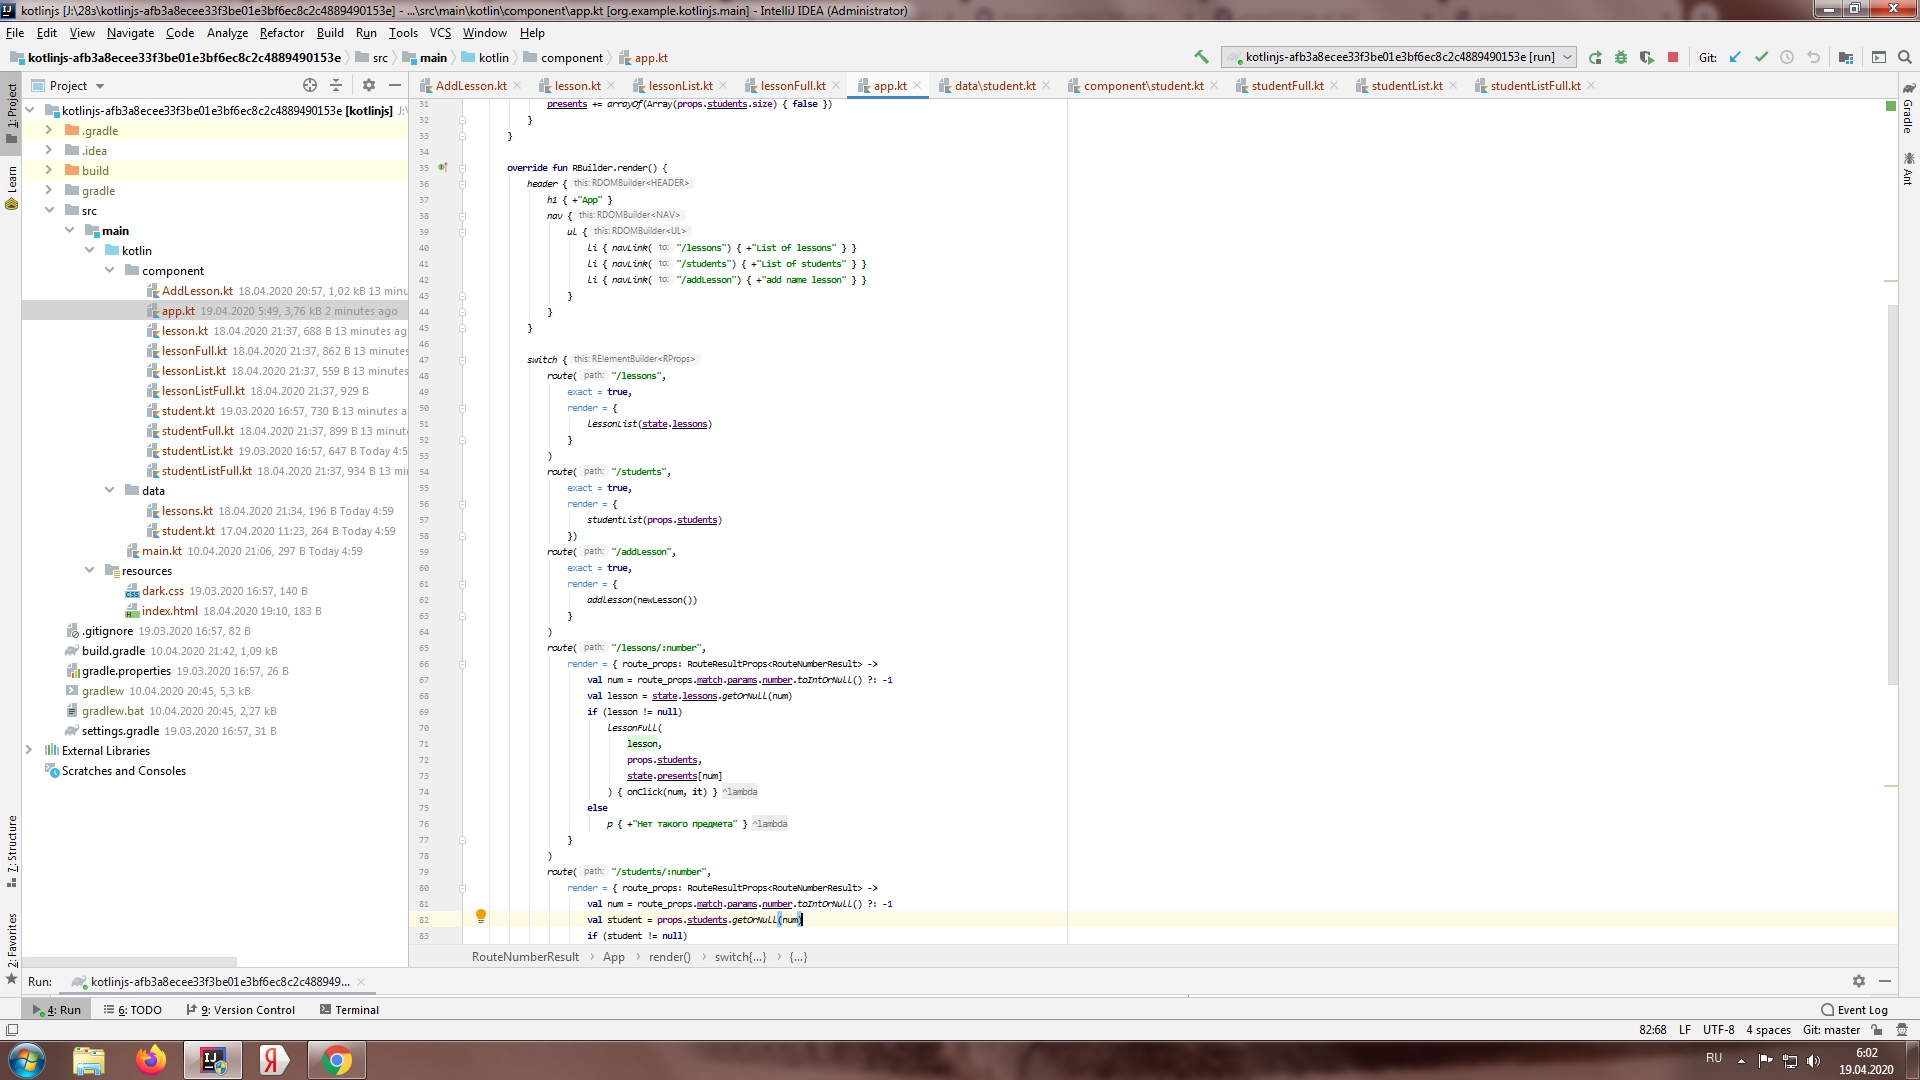 kotlinjs [J:\28з\kotlinjs-afb3a8ecee33f3be01e3bf6ec8c2c4889490153e] - ...\src\main\kotlin\component\app.kt [org.example.kotlinjs.main] - IntelliJ IDEA (Administrator)
File Edit View Navigate Code Analyze Refactor Build Run Tools VCS Window Help
kotlinjs-afb3a8ecee33f3be01e3bf6ec8c2c4889490153e src main kotlin component app.kt kotlinjs-afb3a8ecee33f3be01e3bf6ec8c2c4889490153e [run] Git:
Project
AddLesson.kt lesson.kt lessonList.kt lessonFull.kt app.kt data\student.kt component\student.kt studentFull.kt studentList.kt studentListFull.kt
1: Project
Learn
7: Structure
2: Favorites
Gradle
Ant
kotlinjs-afb3a8ecee33f3be01e3bf6ec8c2c4889490153e [kotlinjs] J:\
.gradle
.idea
build
gradle
src
main
kotlin
component
AddLesson.kt 18.04.2020 20:57, 1,02 kB 13 minu
app.kt 19.04.2020 5:49, 3,76 kB 2 minutes ago
lesson.kt 18.04.2020 21:37, 688 B 13 minutes ag
lessonFull.kt 18.04.2020 21:37, 862 B 13 minutes
lessonList.kt 18.04.2020 21:37, 559 B 13 minutes
lessonListFull.kt 18.04.2020 21:37, 929 B
student.kt 19.03.2020 16:57, 730 B 13 minutes a
studentFull.kt 18.04.2020 21:37, 899 B 13 minut
studentList.kt 19.03.2020 16:57, 647 B Today 4:5
studentListFull.kt 18.04.2020 21:37, 934 B 13 mi
data
lessons.kt 18.04.2020 21:34, 196 B Today 4:59
student.kt 17.04.2020 11:23, 264 B Today 4:59
main.kt 10.04.2020 21:06, 297 B Today 4:59
resources
dark.css 19.03.2020 16:57, 140 B
index.html 18.04.2020 19:10, 183 B
.gitignore 19.03.2020 16:57, 82 B
build.gradle 10.04.2020 21:42, 1,09 kB
gradle.properties 19.03.2020 16:57, 26 B
gradlew 10.04.2020 20:45, 5,3 kB
gradlew.bat 10.04.2020 20:45, 2,27 kB
settings.gradle 19.03.2020 16:57, 31 B
External Libraries
Scratches and Consoles
31 presents += arrayOf(Array(props.students.size) { false })
32 }
33 }
34
35 override fun RBuilder.render() {
36 header { this: RDOMBuilder<HEADER>
37 h1 { +"App" }
38 nav { this: RDOMBuilder<NAV>
39 ul { this: RDOMBuilder<UL>
40 li { navLink( to: "/lessons") { +"List of lessons" } }
41 li { navLink( to: "/students") { +"List of students" } }
42 li { navLink( to: "/addLesson") { +"add name lesson" } }
43 }
44 }
45 }
46
47 switch { this: RElementBuilder<RProps>
48 route( path: "/lessons",
49 exact = true,
50 render = {
51 lessonList(state.lessons)
52 }
53 )
54 route( path: "/students",
55 exact = true,
56 render = {
57 studentList(props.students)
58 })
59 route( path: "/addLesson",
60 exact = true,
61 render = {
62 addLesson(newLesson())
63 }
64 )
65 route( path: "/lessons/:number",
66 render = { route_props: RouteResultProps<RouteNumberResult> ->
67 val num = route_props.match.params.number.toIntOrNull() ?: -1
68 val lesson = state.lessons.getOrNull(num)
69 if (lesson != null)
70 lessonFull(
71 lesson,
72 props.students,
73 state.presents[num]
74 ) { onClick(num, it) } ^lambda
75 else
76 p { +"Нет такого предмета" } ^lambda
77 }
78 )
79 route( path: "/students/:number",
80 render = { route_props: RouteResultProps<RouteNumberResult> ->
81 val num = route_props.match.params.number.toIntOrNull() ?: -1
82 val student = props.students.getOrNull(num)
83 if (student != null)
RouteNumberResult App render() switch{...} {...}
Run: kotlinjs-afb3a8ecee33f3be01e3bf6ec8c2c488949...
4: Run 6: TODO 9: Version Control Terminal Event Log
82:68 LF UTF-8 4 spaces Git: master
RU 6:02
19.04.2020